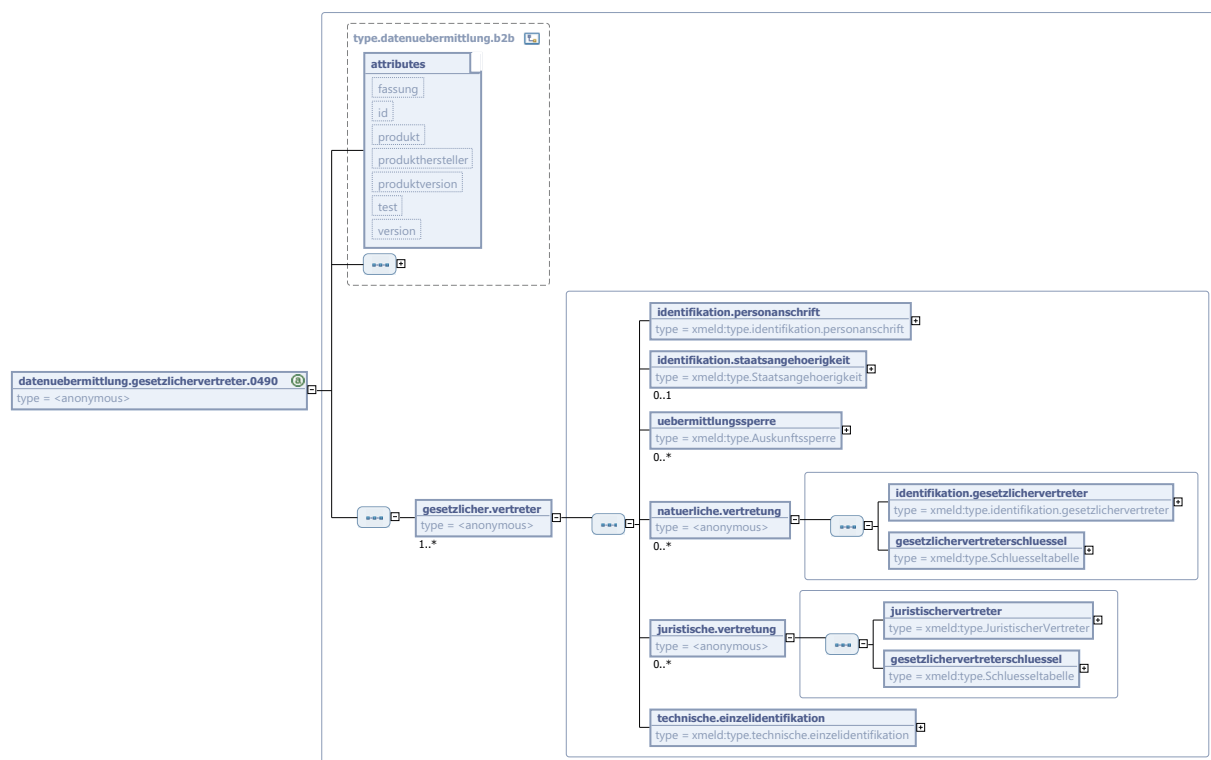 type.datenuebermittlung.b2b
attributes
fassung
id
produkt
produkthersteller
produktversion
test
version
datenuebermittlung.gesetzlichervertreter.0490
a
type = <anonymous>
gesetzlicher.vertreter
type = <anonymous>
1..*
identifikation.personanschrift
type = xmeld:type.identifikation.personanschrift
identifikation.staatsangehoerigkeit
type = xmeld:type.Staatsangehoerigkeit
0..1
uebermittlungssperre
type = xmeld:type.Auskunftssperre
0..*
natuerliche.vertretung
type = <anonymous>
0..*
identifikation.gesetzlichervertreter
type = xmeld:type.identifikation.gesetzlichervertreter
gesetzlichervertreterschluessel
type = xmeld:type.Schluesseltabelle
juristische.vertretung
type = <anonymous>
0..*
juristischervertreter
type = xmeld:type.JuristischerVertreter
gesetzlichervertreterschluessel
type = xmeld:type.Schluesseltabelle
technische.einzelidentifikation
type = xmeld:type.technische.einzelidentifikation